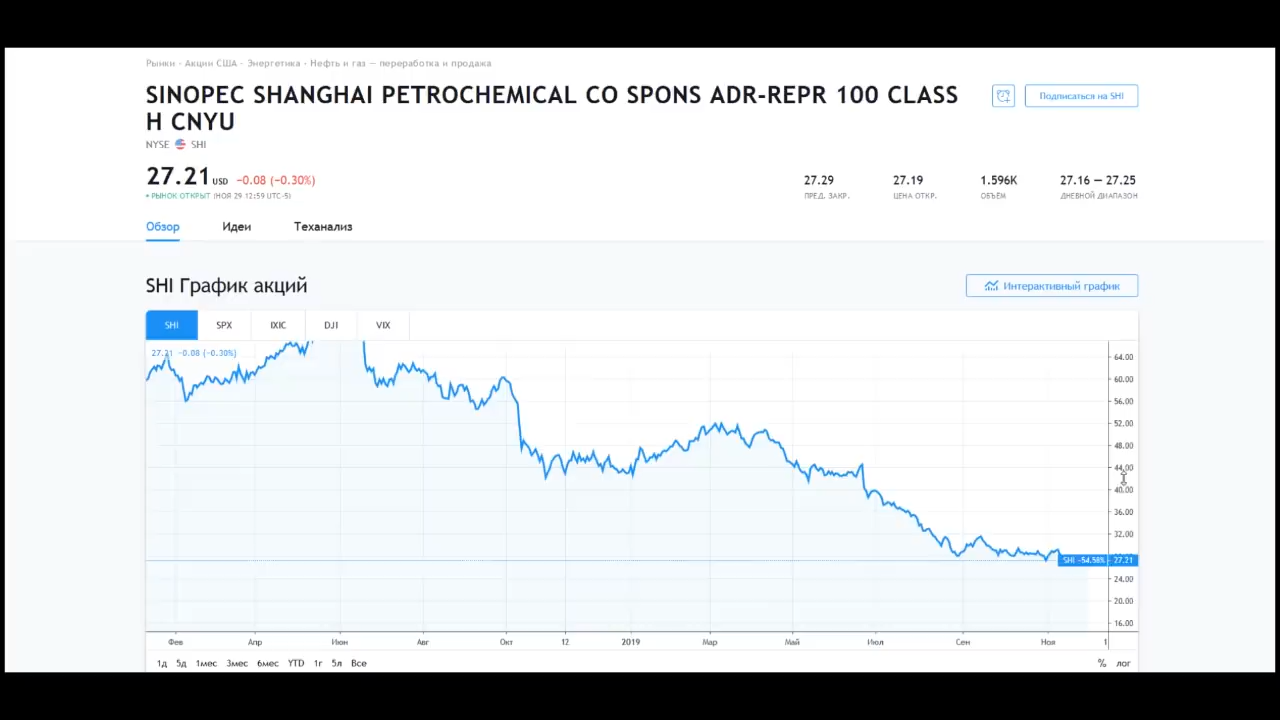 Рынки · Акции США · Энергетика · Нефть и газ — переработка и продажа
SINOPEC SHANGHAI PETROCHEMICAL CO SPONS ADR-REPR 100 CLASS
H CNYU
Подписаться на SHI
NYSE SHI
27.21 USD −0.08 (−0.30%)
• РЫНОК ОТКРЫТ (НОЯ 29 12:59 UTC-5)
27.29 27.19 1.596K 27.16 — 27.25
ПРЕД. ЗАКР. ЦЕНА ОТКР. ОБЪЁМ ДНЕВНОЙ ДИАПАЗОН
Обзор Идеи Теханализ
SHI График акций
Интерактивный график
SHI SPX IXIC DJI VIX
27.21 −0.08 (−0.30%)
64.00
60.00
56.00
52.00
48.00
44.00
40.00
36.00
32.00
SHI −54.58% 27.21
24.00
20.00
16.00
Фев Апр Июн Авг Окт 12 2019 Мар Май Июл Сен Ноя 1
1д 5д 1мес 3мес 6мес YTD 1г 5л Все % лог